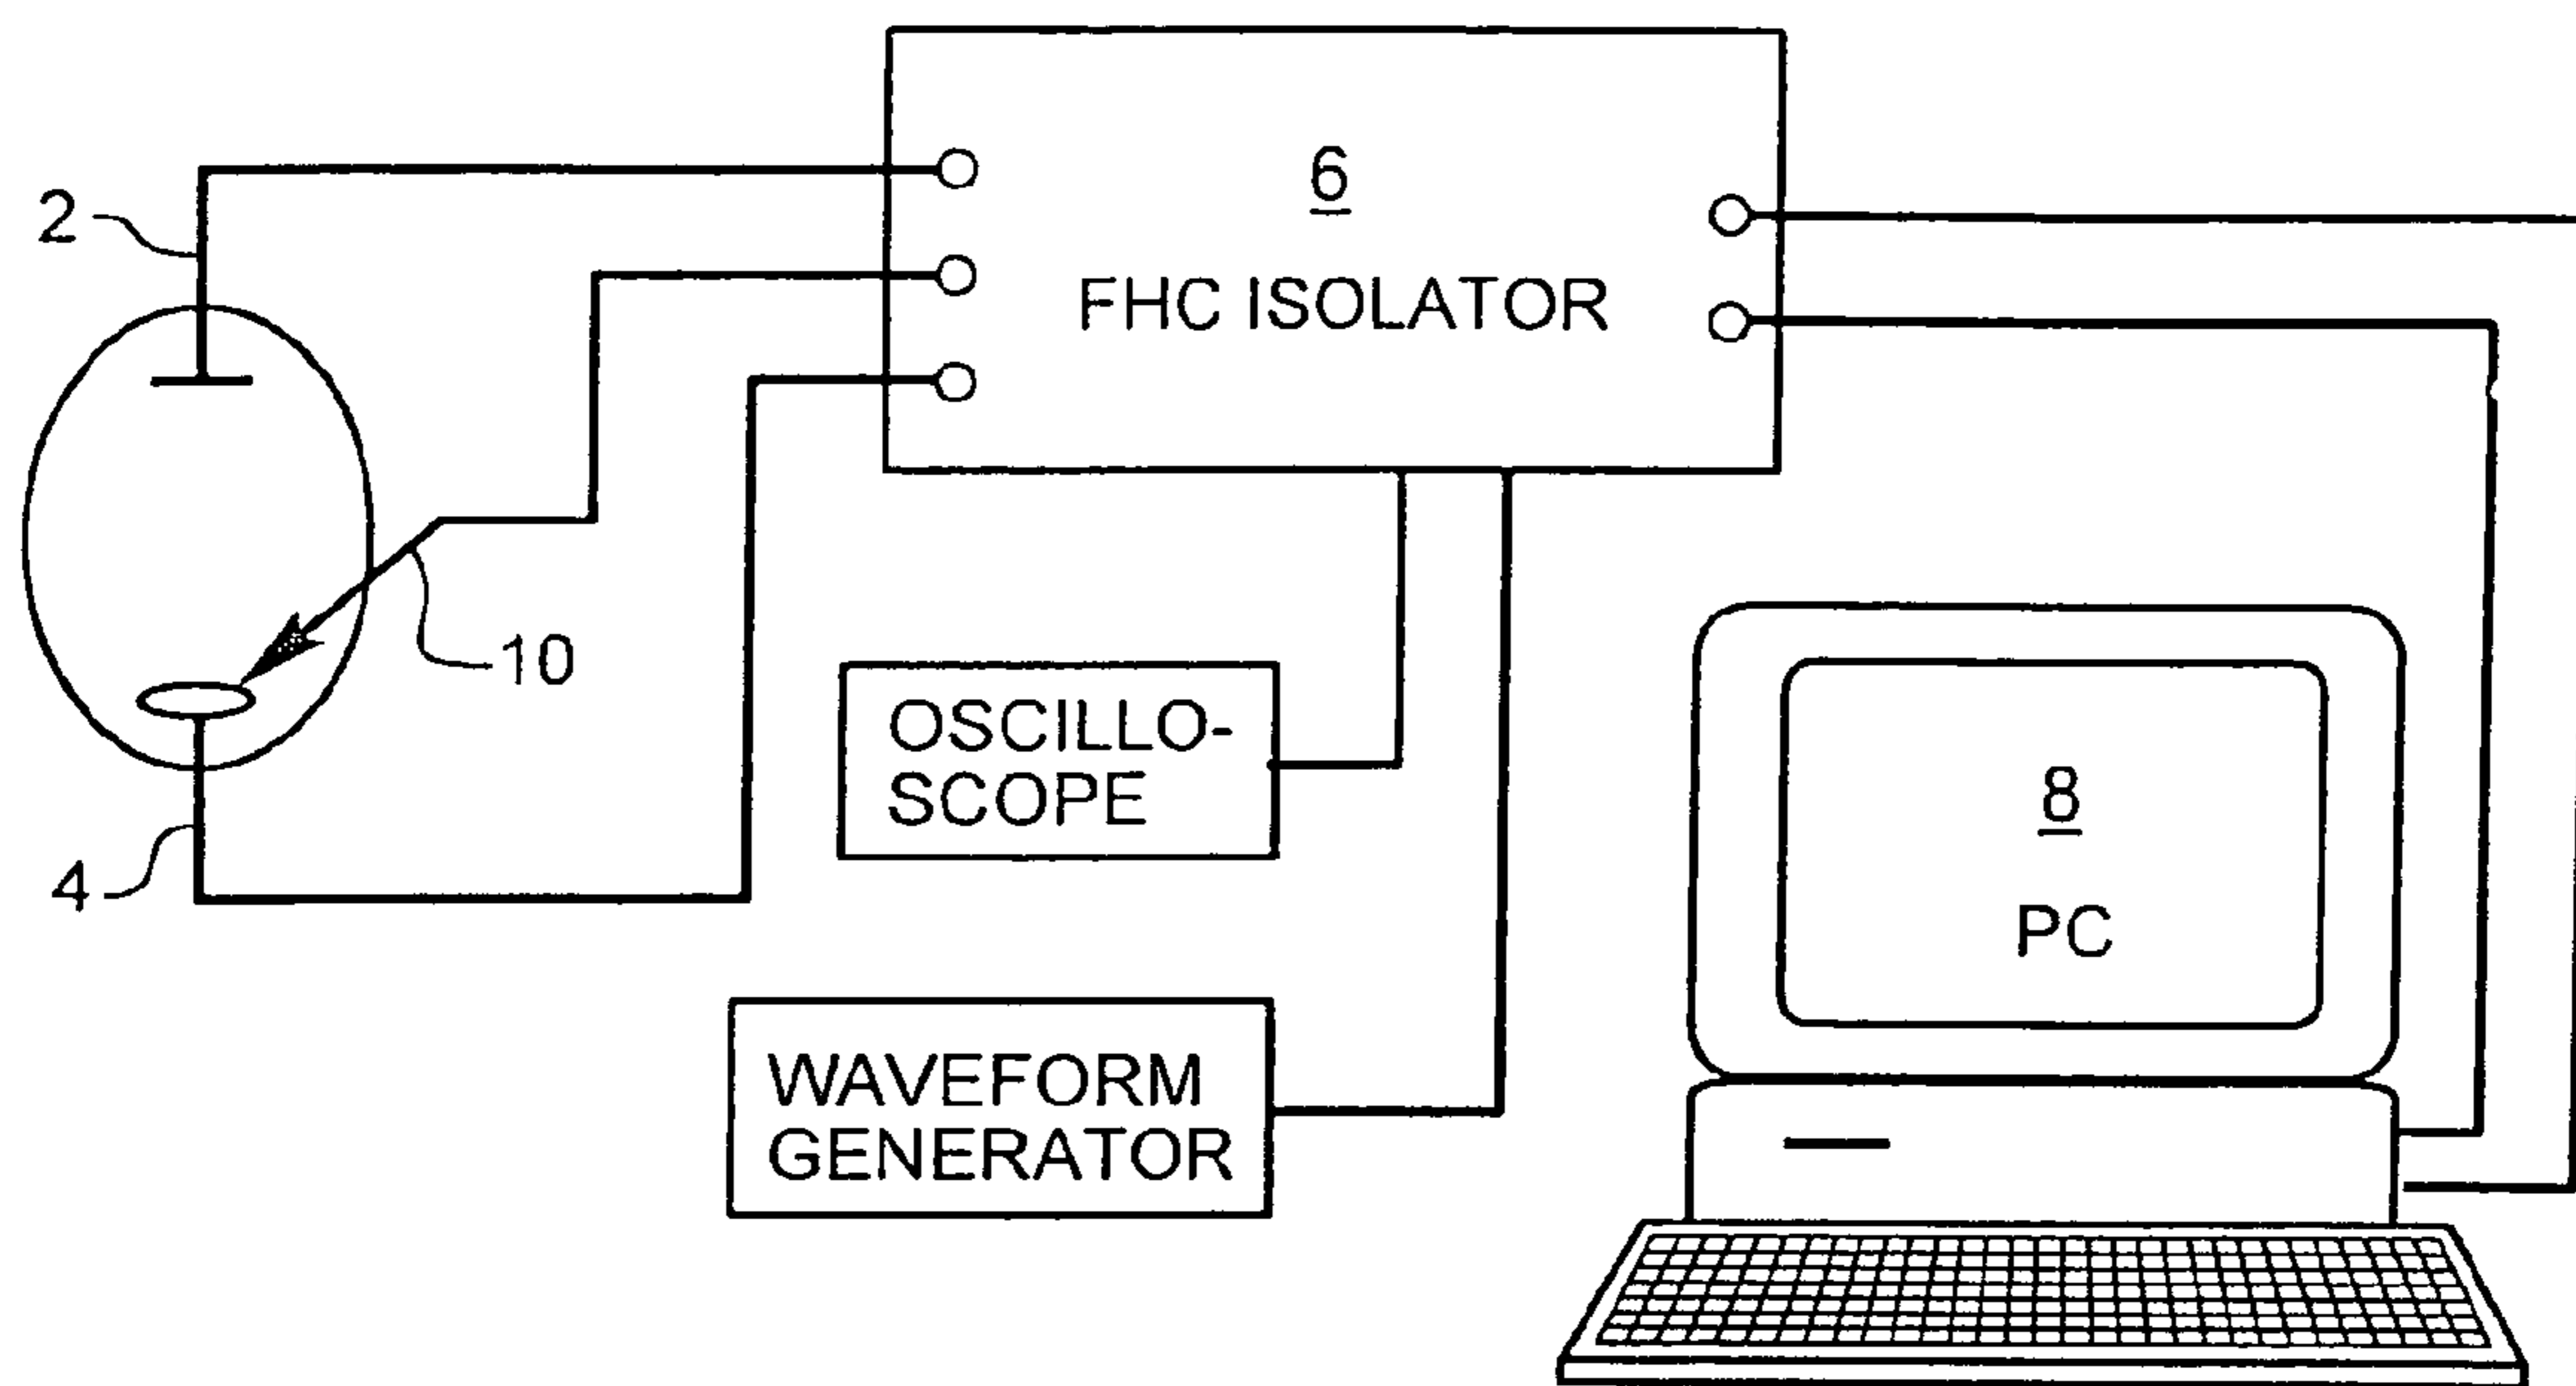 6
FHC ISOLATOR
2
10
OSCILLO-
SCOPE
4
8
PC
WAVEFORM
GENERATOR